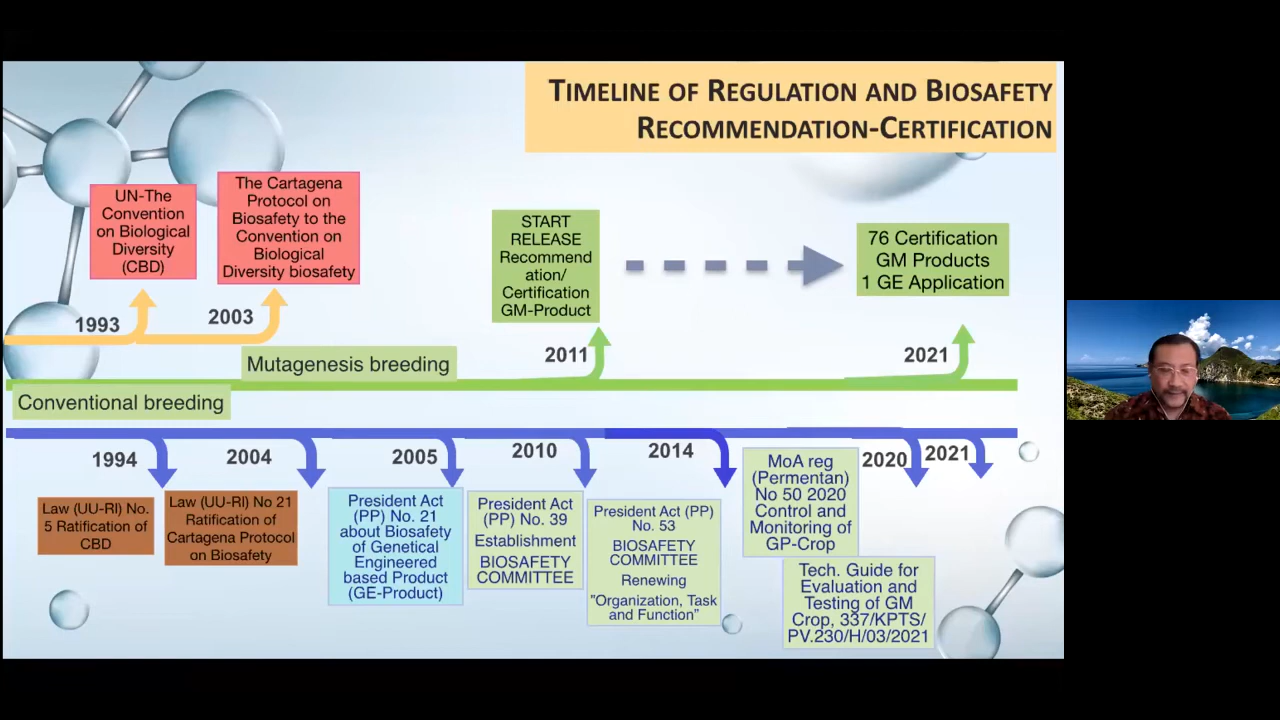 TIMELINE OF REGULATION AND BIOSAFETY
RECOMMENDATION-CERTIFICATION
UN-The
Convention
on Biological
Diversity
(CBD)
The Cartagena
Protocol on
Biosafety to the
Convention on
Biological
Diversity biosafety
START
RELEASE
Recommend
ation/
Certification
GM-Product
76 Certification
GM Products
1 GE Application
1993
2003
2011
2021
Mutagenesis breeding
Conventional breeding
1994
2004
2005
2010
2014
2020
2021
Law (UU-RI) No.
5 Ratification of
CBD
Law (UU-RI) No 21
Ratification of
Cartagena Protocol
on Biosafety
President Act
(PP) No. 21
about Biosafety
of Genetical
Engineered
based Product
(GE-Product)
President Act
(PP) No. 39
Establishment
BIOSAFETY
COMMITTEE
President Act (PP)
No. 53
BIOSAFETY
COMMITTEE
Renewing
"Organization, Task
and Function”
MoA reg
(Permentan)
No 50 2020
Control and
Monitoring of
GP-Crop
Tech. Guide for
Evaluation and
Testing of GM
Crop, 337/KPTS/
PV.230/H/03/2021